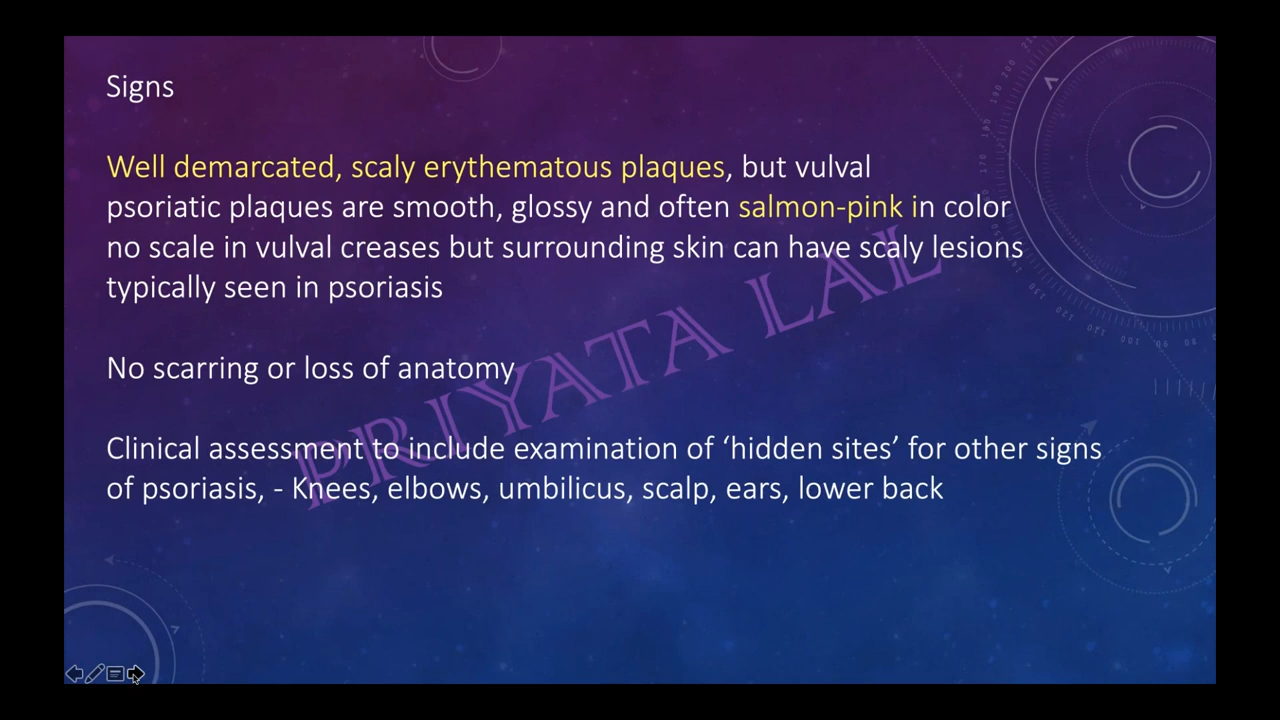 Signs
Well demarcated, scaly erythematous plaques, but vulval
psoriatic plaques are smooth, glossy and often salmon-pink in color
no scale in vulval creases but surrounding skin can have scaly lesions
typically seen in psoriasis
No scarring or loss of anatomy
Clinical assessment to include examination of ‘hidden sites’ for other signs
of psoriasis, - Knees, elbows, umbilicus, scalp, ears, lower back
PRIYATA LAL